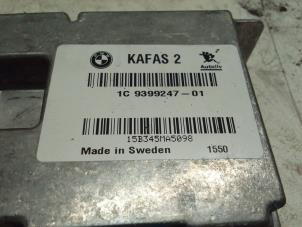 KAFAS 2
Autoliv
1C 9399247-01
15B345MA5098
Made in Sweden 1550